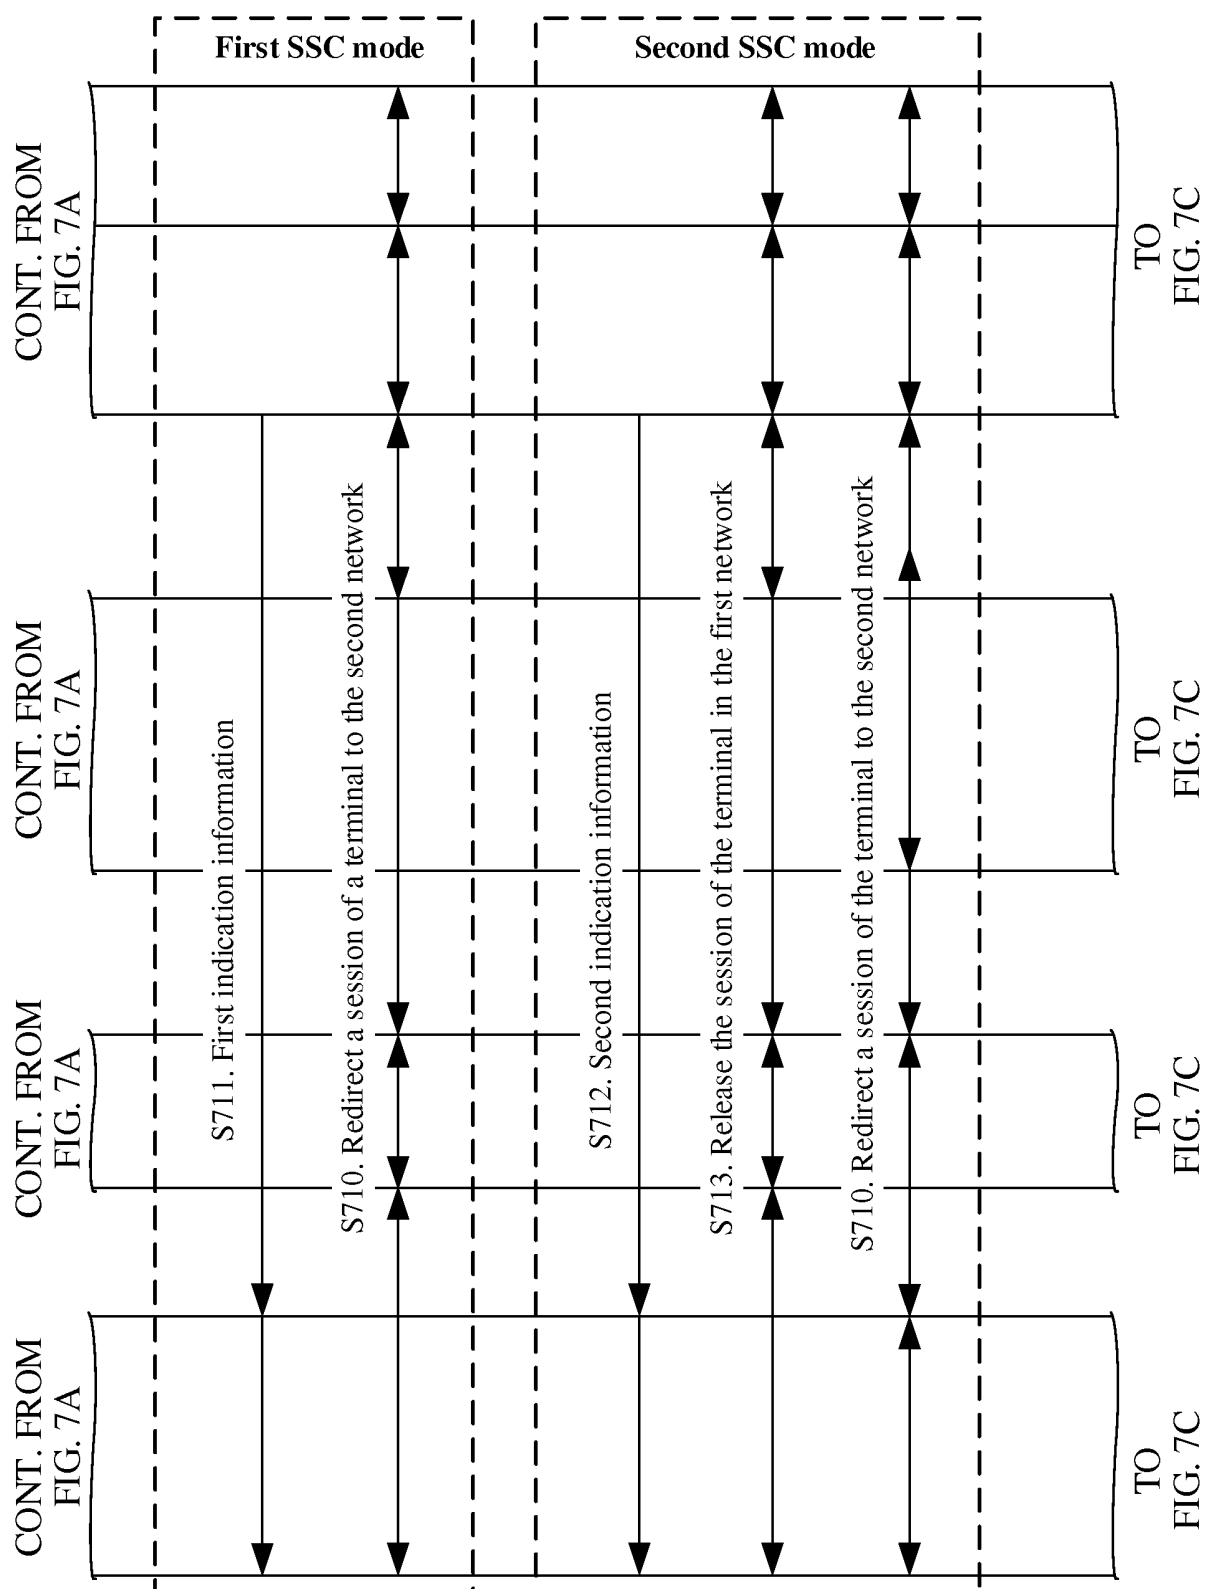 First SSC mode
Second SSC mode
CONT. FROM
FIG. 7A
CONT. FROM
FIG. 7A
CONT. FROM
FIG. 7A
CONT. FROM
FIG. 7A
S711. First indication information
S710. Redirect a session of a terminal to the second network
S712. Second indication information
S713. Release the session of the terminal in the first network
S710. Redirect a session of the terminal to the second network
TO
FIG. 7C
TO
FIG. 7C
TO
FIG. 7C
TO
FIG. 7C